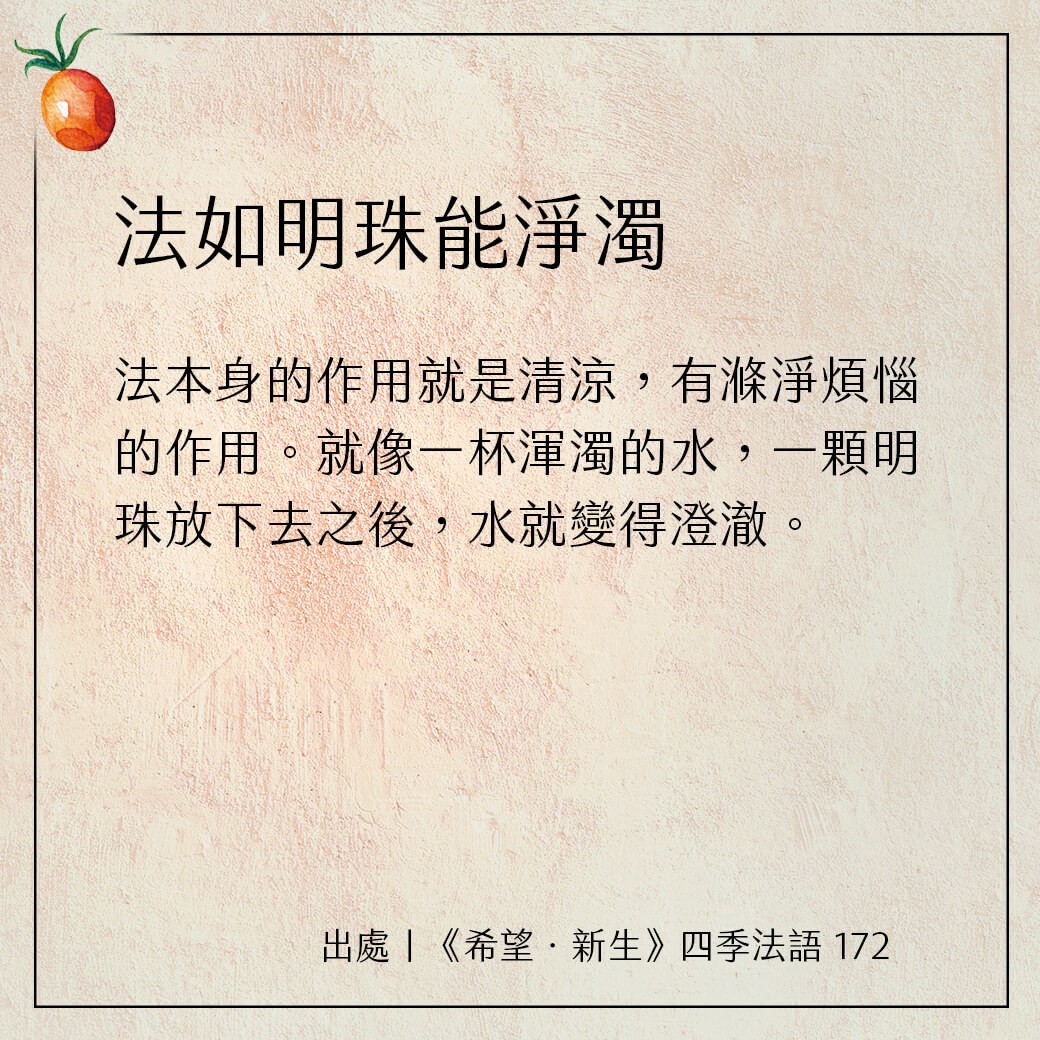 法如明珠能淨濁
法本身的作用就是清涼，有滌淨煩惱
的作用。就像一杯渾濁的水，一顆明
珠放下去之後，水就變得澄澈。
出處｜《希望．新生》四季法語 172